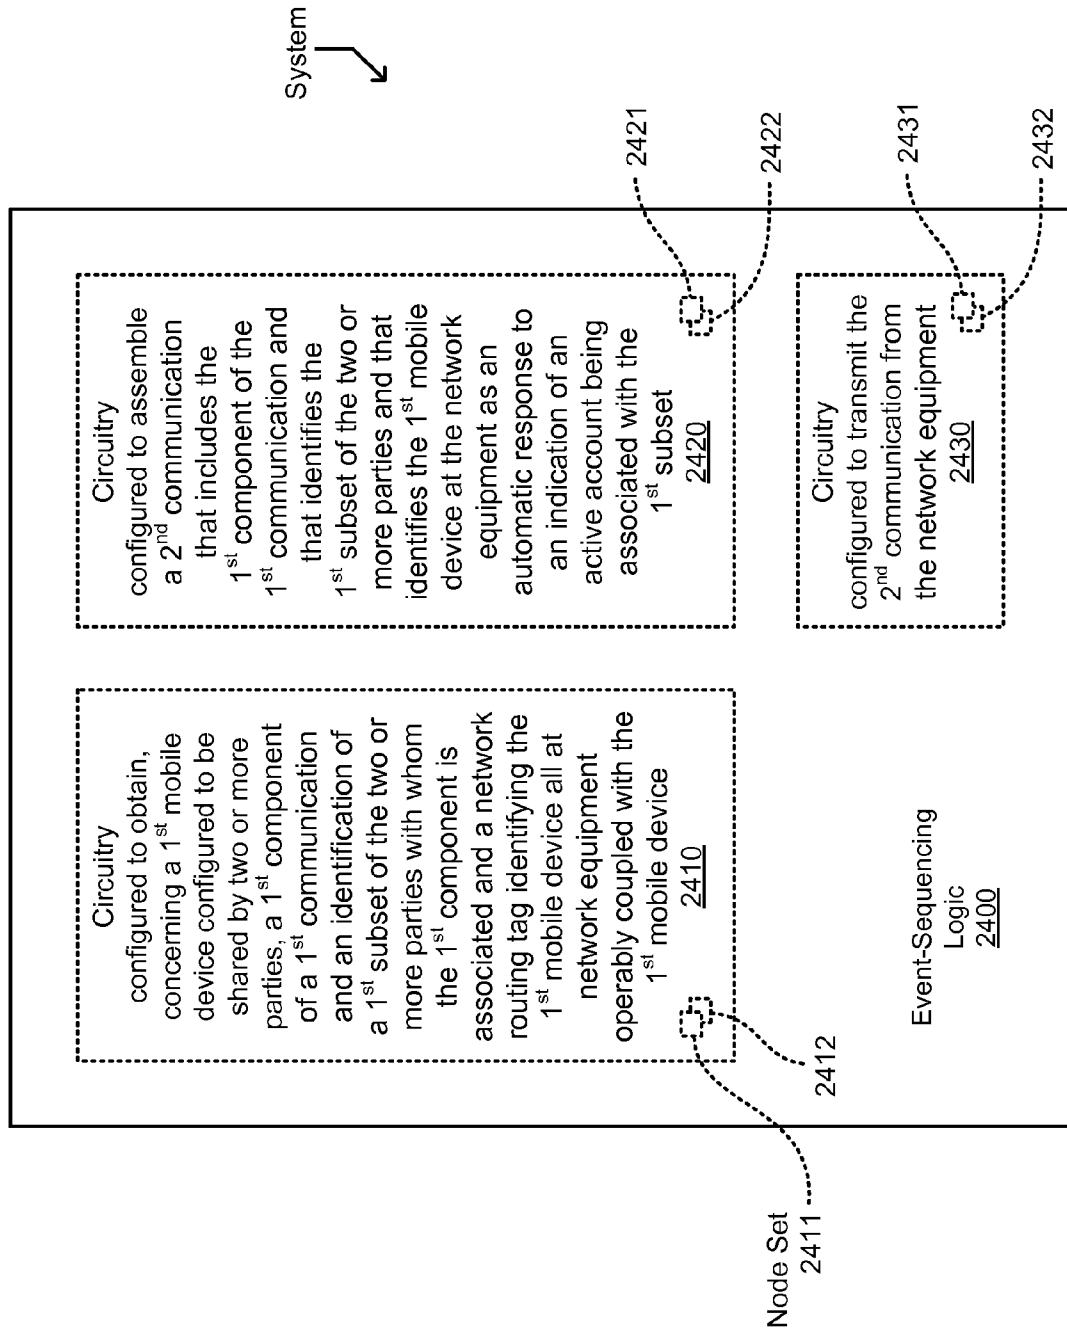 System
Circuitry
configured to obtain,
concerning a 1st mobile
device configured to be
shared by two or more
parties, a 1st component
of a 1st communication
and an identification of
a 1st subset of the two or
more parties with whom
the 1st component is
associated and a network
routing tag identifying the
1st mobile device all at
network equipment
operably coupled with the
1st mobile device
2410
Circuitry
configured to assemble
a 2nd communication
that includes the
1st component of the
1st communication and
that identifies the
1st subset of the two or
more parties and that
identifies the 1st mobile
device at the network
equipment as an
automatic response to
an indication of an
active account being
associated with the
1st subset
2420
2421
2422
Node Set
2411
2412
Event-Sequencing
Logic
2400
Circuitry
configured to transmit the
2nd communication from
the network equipment
2430
2431
2432